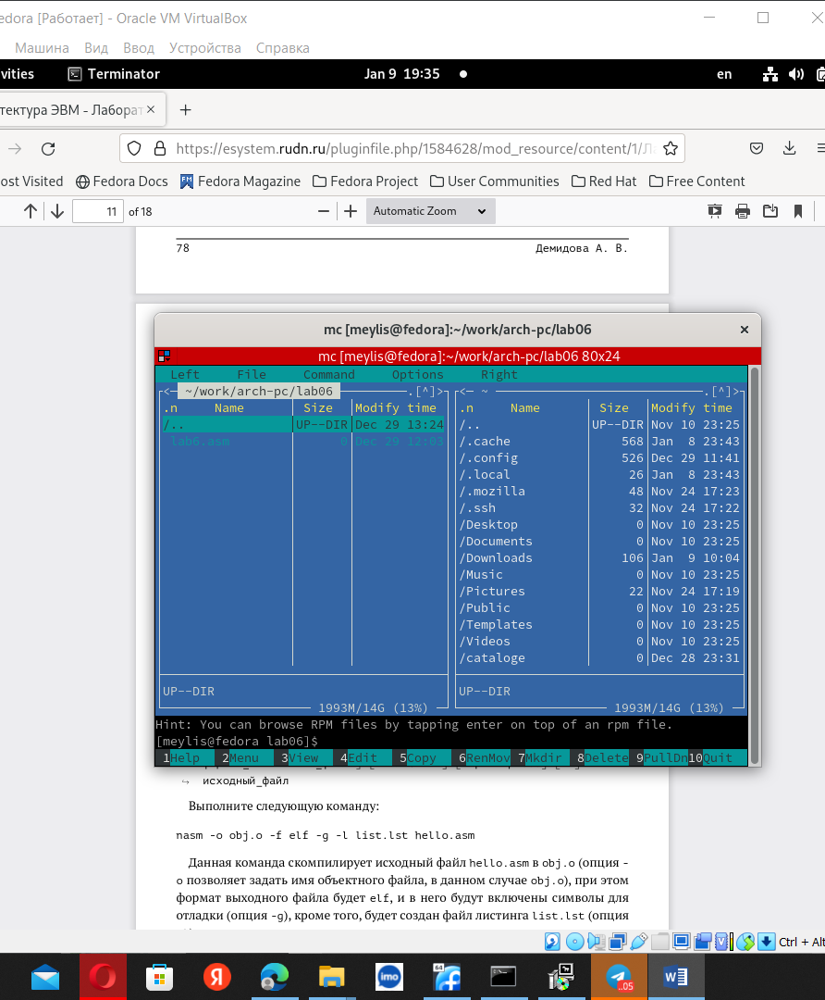 edora [Работает] - Oracle VM VirtualBox
Машина Вид Ввод Устройства Справка
vities Terminator Jan 9 19:35 en
тектура ЭВМ - Лаборат
https://esystem.rudn.ru/pluginfile.php/1584628/mod_resource/content/1/Л
ost Visited Fedora Docs Fedora Magazine Fedora Project User Communities Red Hat Free Content
11 of 18 Automatic Zoom
78 Демидова А. В.
mc [meylis@fedora]:~/work/arch-pc/lab06
mc [meylis@fedora]:~/work/arch-pc/lab06 80x24
Left File Command Options Right
<- ~/work/arch-pc/lab06 .[^]> <- ~ .[^]>
.n Name Size Modify time .n Name Size Modify time
/.. UP--DIR Dec 29 13:24 /.. UP--DIR Nov 10 23:25
lab6.asm 0 Dec 29 12:03 /.cache 568 Jan 8 23:43
/.config 526 Dec 29 11:41
/.local 26 Jan 8 23:43
/.mozilla 48 Nov 24 17:23
/.ssh 32 Nov 24 17:22
/Desktop 0 Nov 10 23:25
/Documents 0 Nov 10 23:25
/Downloads 106 Jan 9 10:04
/Music 0 Nov 10 23:25
/Pictures 22 Nov 24 17:19
/Public 0 Nov 10 23:25
/Templates 0 Nov 10 23:25
/Videos 0 Nov 10 23:25
/cataloge 0 Dec 28 23:31
UP--DIR UP--DIR
1993M/14G (13%) 1993M/14G (13%)
Hint: You can browse RPM files by tapping enter on top of an rpm file.
[meylis@fedora lab06]$
1Help 2Menu 3View 4Edit 5Copy 6RenMov 7Mkdir 8Delete 9PullDn 10Quit
↪ исходный_файл
Выполните следующую команду:
nasm -o obj.o -f elf -g -l list.lst hello.asm
Данная команда скомпилирует исходный файл hello.asm в obj.o (опция -
o позволяет задать имя объектного файла, в данном случае obj.o), при этом
формат выходного файла будет elf, и в него будут включены символы для
отладки (опция -g), кроме того, будет создан файл листинга list.lst (опция
Ctrl + Alt
imo 64 ..05